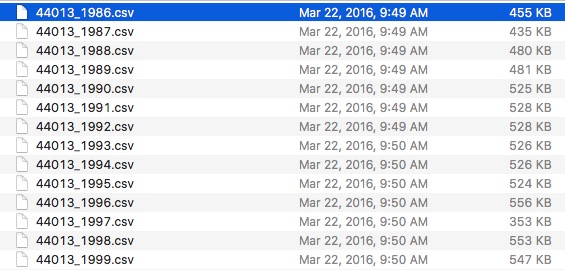 44013_1986.csv Mar 22, 2016, 9:49 AM 455 KB
44013_1987.csv Mar 22, 2016, 9:49 AM 435 KB
44013_1988.csv Mar 22, 2016, 9:49 AM 480 KB
44013_1989.csv Mar 22, 2016, 9:49 AM 481 KB
44013_1990.csv Mar 22, 2016, 9:49 AM 525 KB
44013_1991.csv Mar 22, 2016, 9:49 AM 528 KB
44013_1992.csv Mar 22, 2016, 9:49 AM 528 KB
44013_1993.csv Mar 22, 2016, 9:50 AM 526 KB
44013_1994.csv Mar 22, 2016, 9:50 AM 526 KB
44013_1995.csv Mar 22, 2016, 9:50 AM 524 KB
44013_1996.csv Mar 22, 2016, 9:50 AM 556 KB
44013_1997.csv Mar 22, 2016, 9:50 AM 353 KB
44013_1998.csv Mar 22, 2016, 9:50 AM 553 KB
44013_1999.csv Mar 22, 2016, 9:50 AM 547 KB